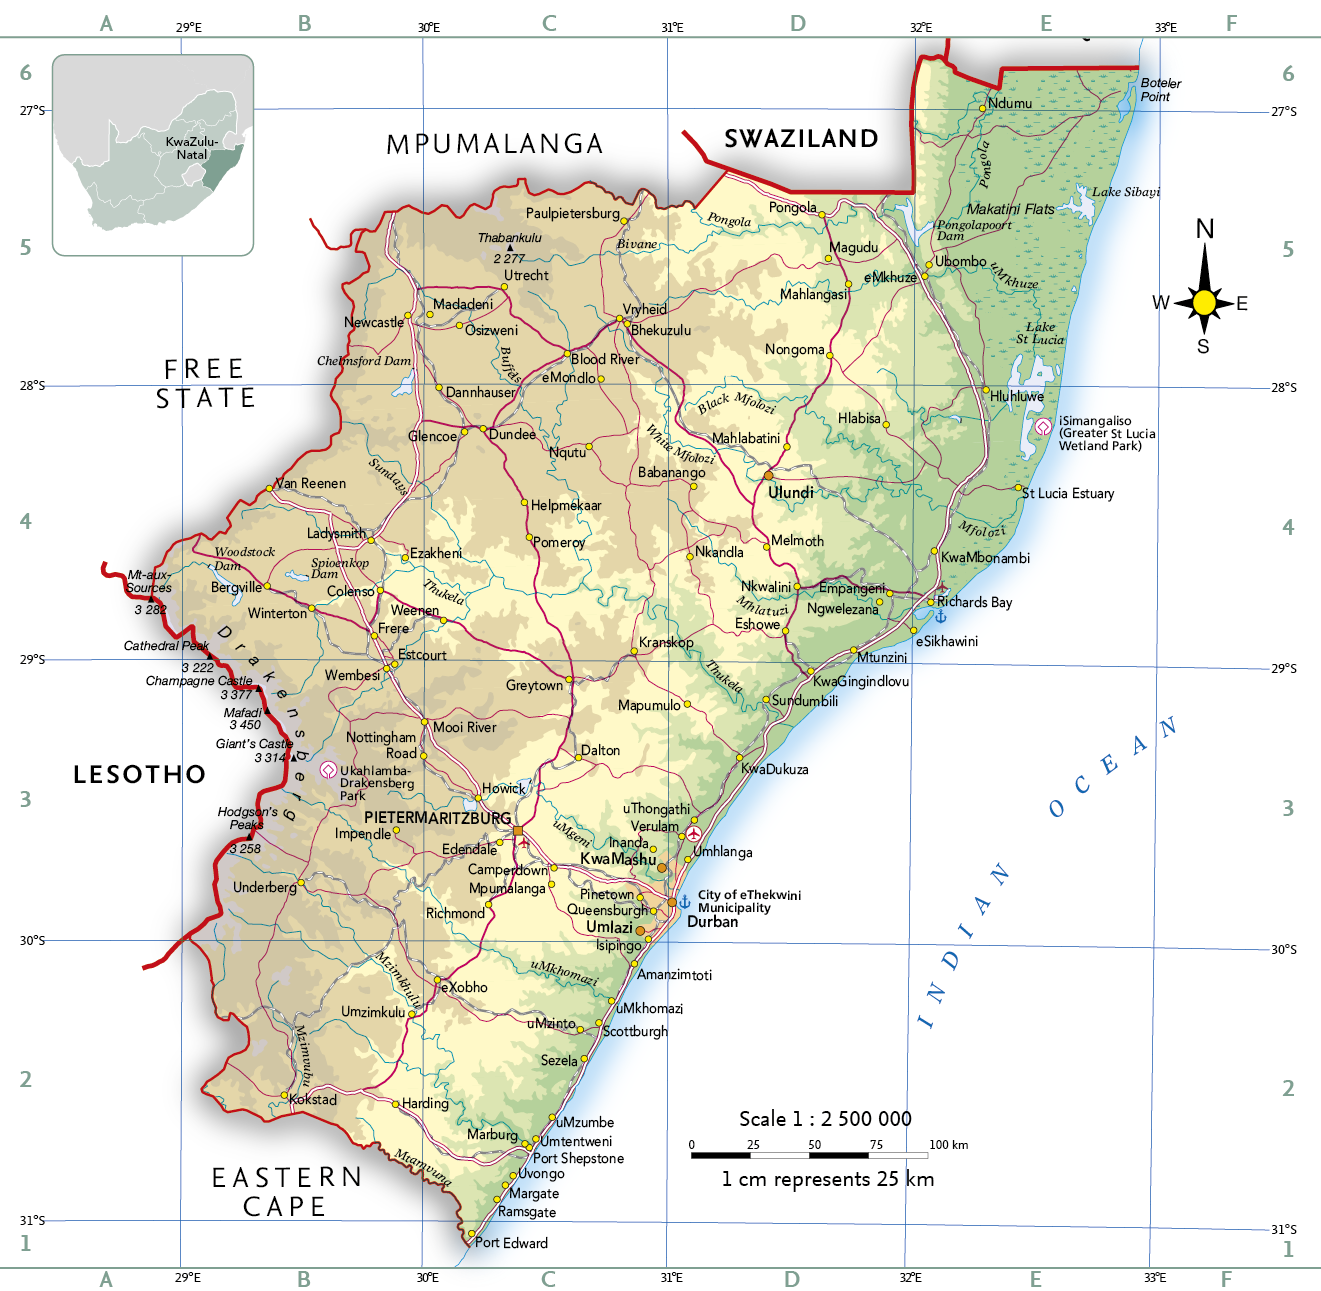 A
B
C
D
E
F
29°E
30°E
31°E
32°E
33°E
6
6
27°S
27°S
Boteler
Point
Ndumu
KwaZulu-
Natal
MPUMALANGA
SWAZILAND
Pongola
Lake Sibayi
Makatini Flats
Pongolapoort
Dam
Paulpietersburg
Pongola
Pongola
N
W
E
S
5
5
Thabankulu
2 277
Bivane
Magudu
Ubombo
eMkhuze
uMkhuze
Utrecht
Mahlangasi
Madadeni
Newcastle
Osizweni
Vryheid
Bhekuzulu
Lake
St Lucia
Chelmsford Dam
Buffels
Blood River
Nongoma
eMondlo
FREE
STATE
28°S
28°S
Dannhauser
Hluhluwe
Black Mfolozi
Hlabisa
iSimangaliso
(Greater St Lucia
Wetland Park)
Glencoe
Dundee
White Mfolozi
Mahlabatini
Nqutu
Babanango
Sundays
Van Reenen
Ulundi
St Lucia Estuary
Helpmekaar
4
4
Mfolozi
Ladysmith
Pomeroy
Melmoth
Woodstock
Dam
Spioenkop
Dam
Ezakheni
Nkandla
KwaMbonambi
Mt-aux-
Sources
3 282
Bergville
Colenso
Thukela
Nkwalini
Empangeni
Winterton
Weenen
Mhlatuzi
Ngwelezana
Richards Bay
Frere
Eshowe
eSikhawini
Drakensberg
Cathedral Peak
3 222
Kranskop
29°S
29°S
Estcourt
Mtunzini
Wembesi
Champagne Castle
3 377
Greytown
Thukela
KwaGingindlovu
Mapumulo
Sundumbili
Mafadi
3 450
Mooi River
Giant's Castle
3 314
Nottingham
Road
Dalton
LESOTHO
KwaDukuza
Ukahlamba-
Drakensberg
Park
Howick
3
3
INDIAN OCEAN
Hodgson's
Peaks
3 258
PIETERMARITZBURG
uThongathi
Verulam
Impendle
uMgeni
Edendale
Inanda
KwaMashu
Umhlanga
Camperdown
Mpumalanga
Underberg
Pinetown
City of eThekwini
Municipality
Richmond
Queensburgh
Durban
Umlazi
Isipingo
30°S
30°S
Mzimkhulu
uMkhomazi
Amanzimtoti
eXobho
Umzimkulu
uMkhomazi
uMzinto
Scottburgh
Mzimvubu
Sezela
2
2
Kokstad
Harding
Scale 1 : 2 500 000
0
25
50
75
100 km
1 cm represents 25 km
uMzumbe
Marburg
Umtentweni
Port Shepstone
Mtamvuna
Uvongo
EASTERN
CAPE
Margate
Ramsgate
31°S
31°S
Port Edward
1
1
A
B
C
D
E
F
29°E
30°E
31°E
32°E
33°E